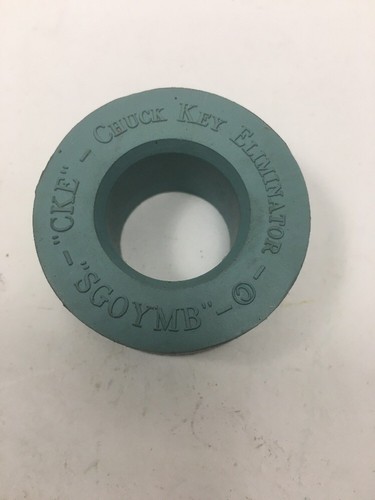 "CKE" - CHUCK KEY ELIMINATOR - © -
"SGOYMB" -